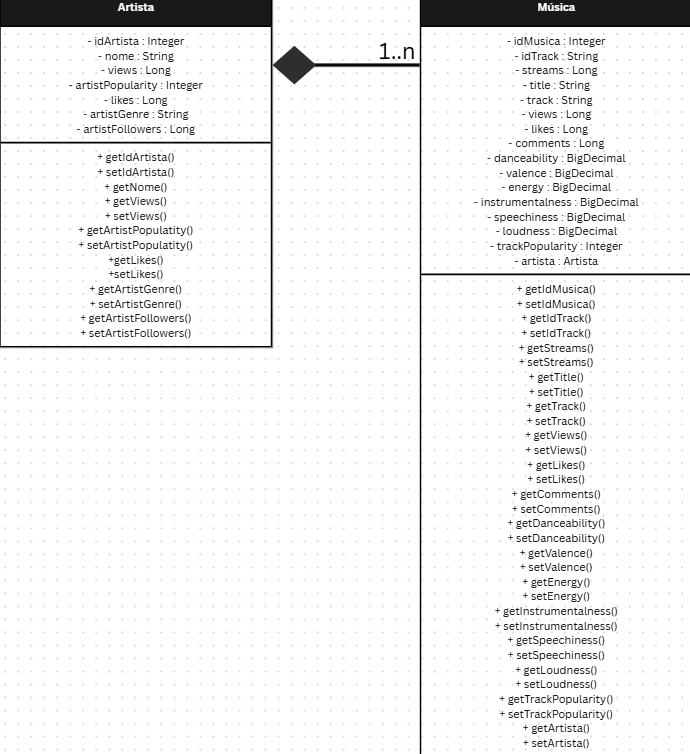 Artista
- idArtista : Integer
- nome : String
- views : Long
- artistPopularity : Integer
- likes : Long
- artistGenre : String
- artistFollowers : Long
+ getIdArtista()
+ setIdArtista()
+ getNome()
+ getViews()
+ setViews()
+ getArtistPopulatity()
+ setArtistPopulatity()
+getLikes()
+setLikes()
+ getArtistGenre()
+ setArtistGenre()
+ getArtistFollowers()
+ setArtistFollowers()
1..n
Música
- idMusica : Integer
- idTrack : String
- streams : Long
- title : String
- track : String
- views : Long
- likes : Long
- comments : Long
- danceability : BigDecimal
- valence : BigDecimal
- energy : BigDecimal
- instrumentalness : BigDecimal
- speechiness : BigDecimal
- loudness : BigDecimal
- trackPopularity : Integer
- artista : Artista
+ getIdMusica()
+ setIdMusica()
+ getIdTrack()
+ setIdTrack()
+ getStreams()
+ setStreams()
+ getTitle()
+ setTitle()
+ getTrack()
+ setTrack()
+ getViews()
+ setViews()
+ getLikes()
+ setLikes()
+ getComments()
+ setComments()
+ getDanceability()
+ setDanceability()
+ getValence()
+ setValence()
+ getEnergy()
+ setEnergy()
+ getInstrumentalness()
+ setInstrumentalness()
+ getSpeechiness()
+ setSpeechiness()
+ getLoudness()
+ setLoudness()
+ getTrackPopularity()
+ setTrackPopularity()
+ getArtista()
+ setArtista()